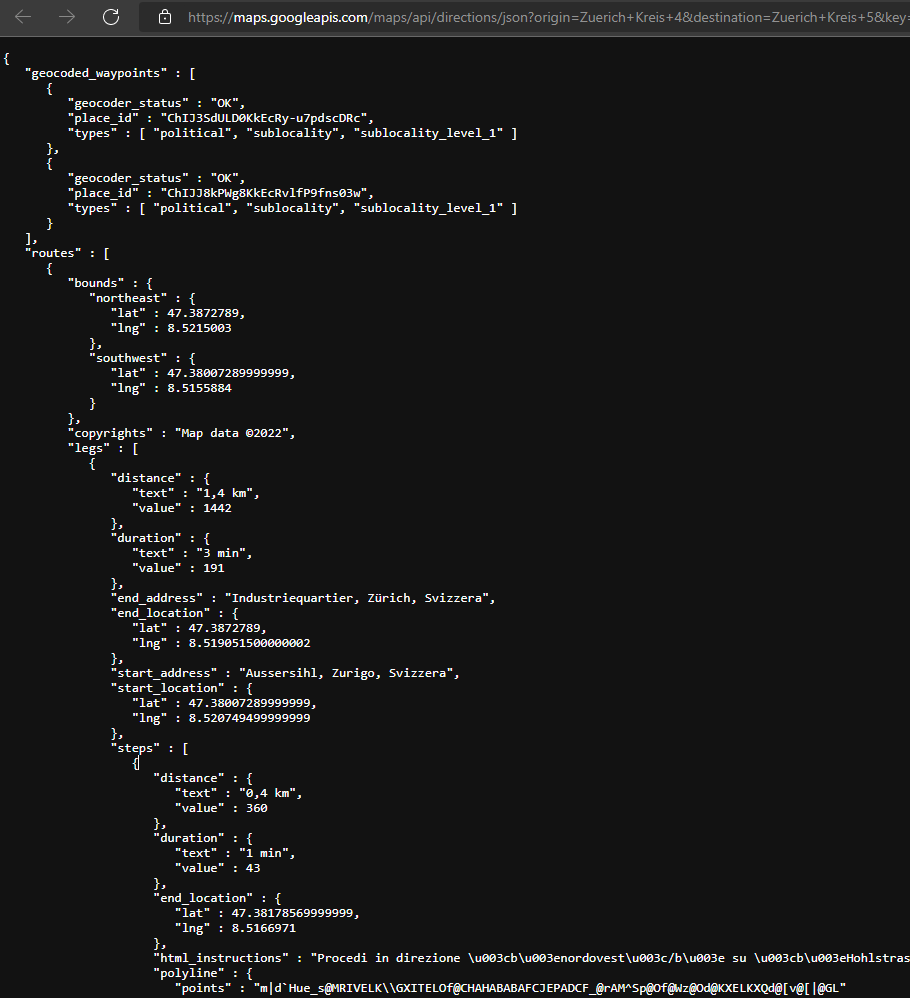 https://maps.googleapis.com/maps/api/directions/json?origin=Zuerich+Kreis+4&destination=Zuerich+Kreis+5&key=
{
"geocoded_waypoints" : [
{
"geocoder_status" : "OK",
"place_id" : "ChIJ3SdULD0KkEcRy-u7pdscDRc",
"types" : [ "political", "sublocality", "sublocality_level_1" ]
},
{
"geocoder_status" : "OK",
"place_id" : "ChIJJ8kPWg8KkEcRvlfP9fns03w",
"types" : [ "political", "sublocality", "sublocality_level_1" ]
}
],
"routes" : [
{
"bounds" : {
"northeast" : {
"lat" : 47.3872789,
"lng" : 8.5215003
},
"southwest" : {
"lat" : 47.38007289999999,
"lng" : 8.5155884
}
},
"copyrights" : "Map data ©2022",
"legs" : [
{
"distance" : {
"text" : "1,4 km",
"value" : 1442
},
"duration" : {
"text" : "3 min",
"value" : 191
},
"end_address" : "Industriequartier, Zürich, Svizzera",
"end_location" : {
"lat" : 47.3872789,
"lng" : 8.519051500000002
},
"start_address" : "Aussersihl, Zurigo, Svizzera",
"start_location" : {
"lat" : 47.38007289999999,
"lng" : 8.520749499999999
},
"steps" : [
{
"distance" : {
"text" : "0,4 km",
"value" : 360
},
"duration" : {
"text" : "1 min",
"value" : 43
},
"end_location" : {
"lat" : 47.38178569999999,
"lng" : 8.5166971
},
"html_instructions" : "Procedi in direzione \u003cb\u003enordovest\u003c/b\u003e su \u003cb\u003eHohlstras
"polyline" : {
"points" : "m|d`Hue_s@MRIVELK\\GXITELOf@CHAHABABAFCJEPADCF_@rAM^Sp@Of@Wz@Od@KXELKXQd@[v@[|@GL"